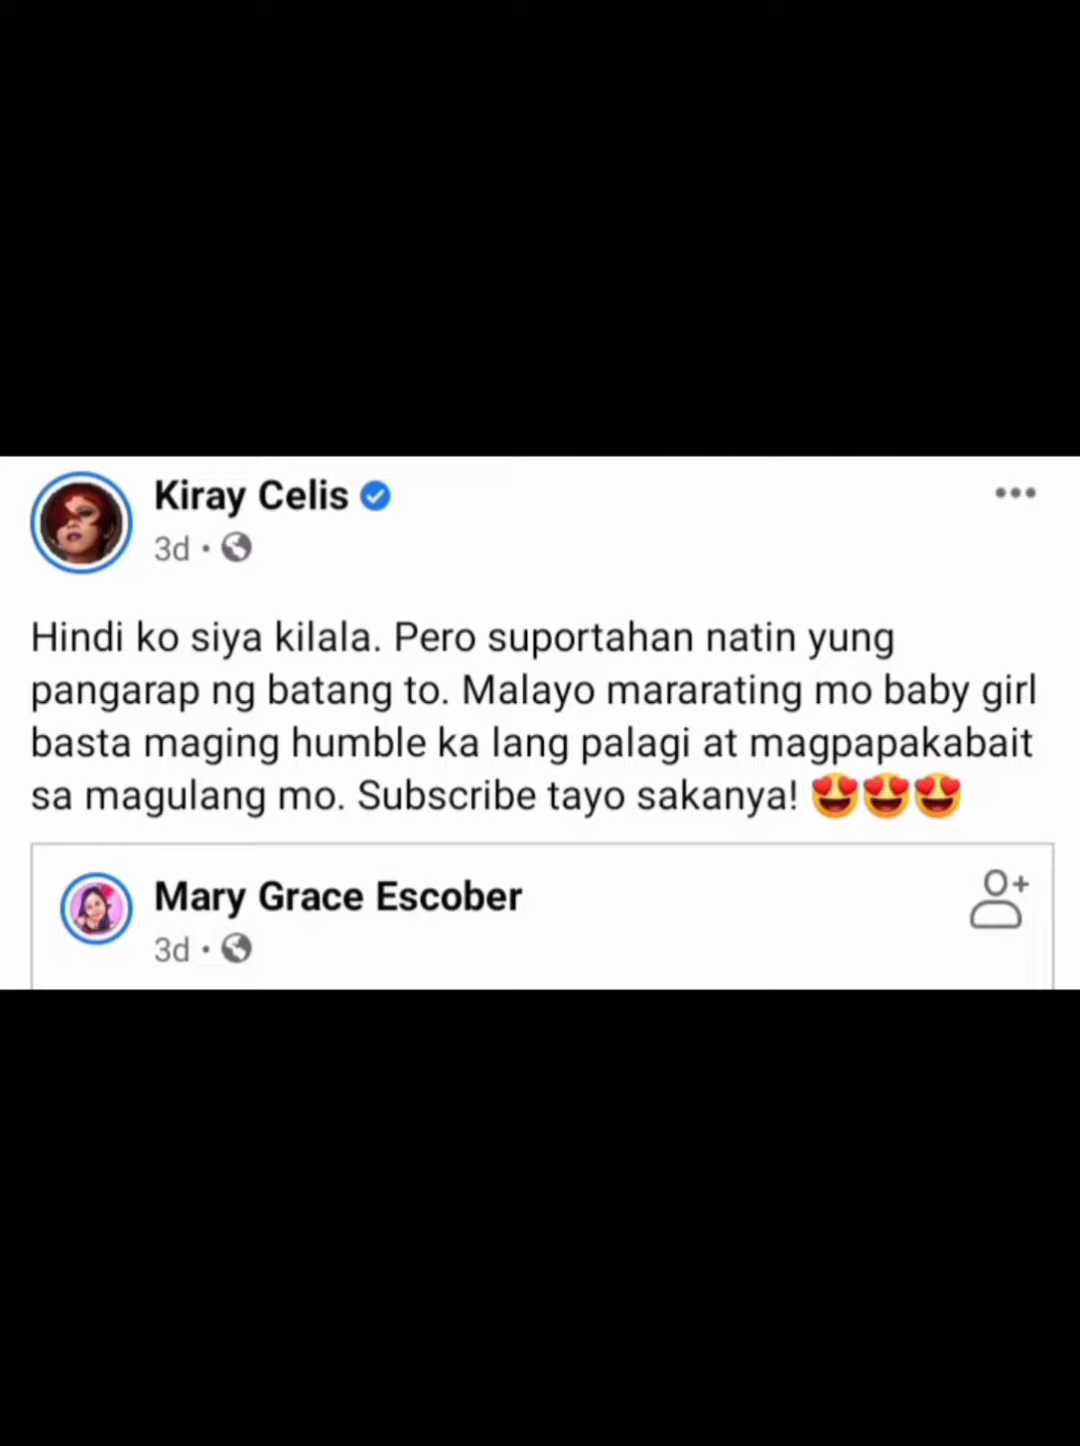 Kiray Celis
3d
Hindi ko siya kilala. Pero suportahan natin yung
pangarap ng batang to. Malayo mararating mo baby girl
basta maging humble ka lang palagi at magpapakabait
sa magulang mo. Subscribe tayo sakanya! 😍😍😍
Mary Grace Escober
3d